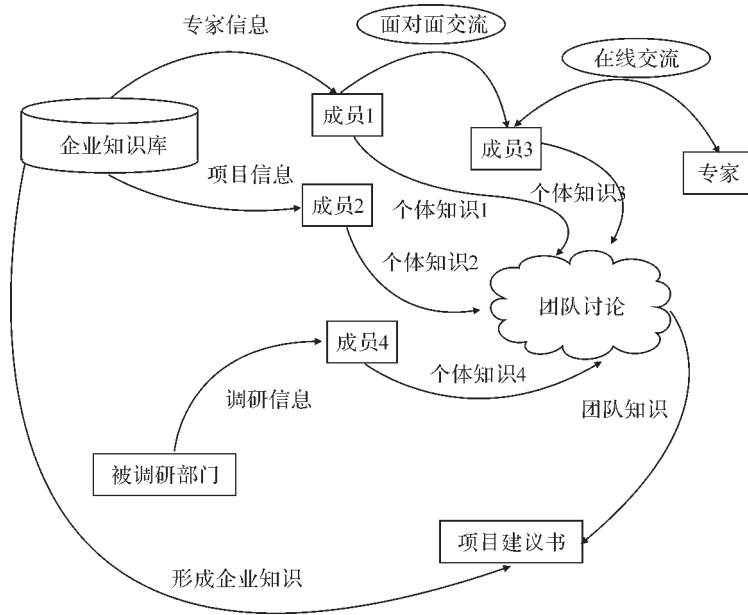 专家信息
面对面交流
在线交流
成员1
企业知识库
成员3
专家
项目信息
成员2
个体知识1
个体知识3
个体知识2
团队讨论
成员4
个体知识4
调研信息
团队知识
被调研部门
项目建议书
形成企业知识